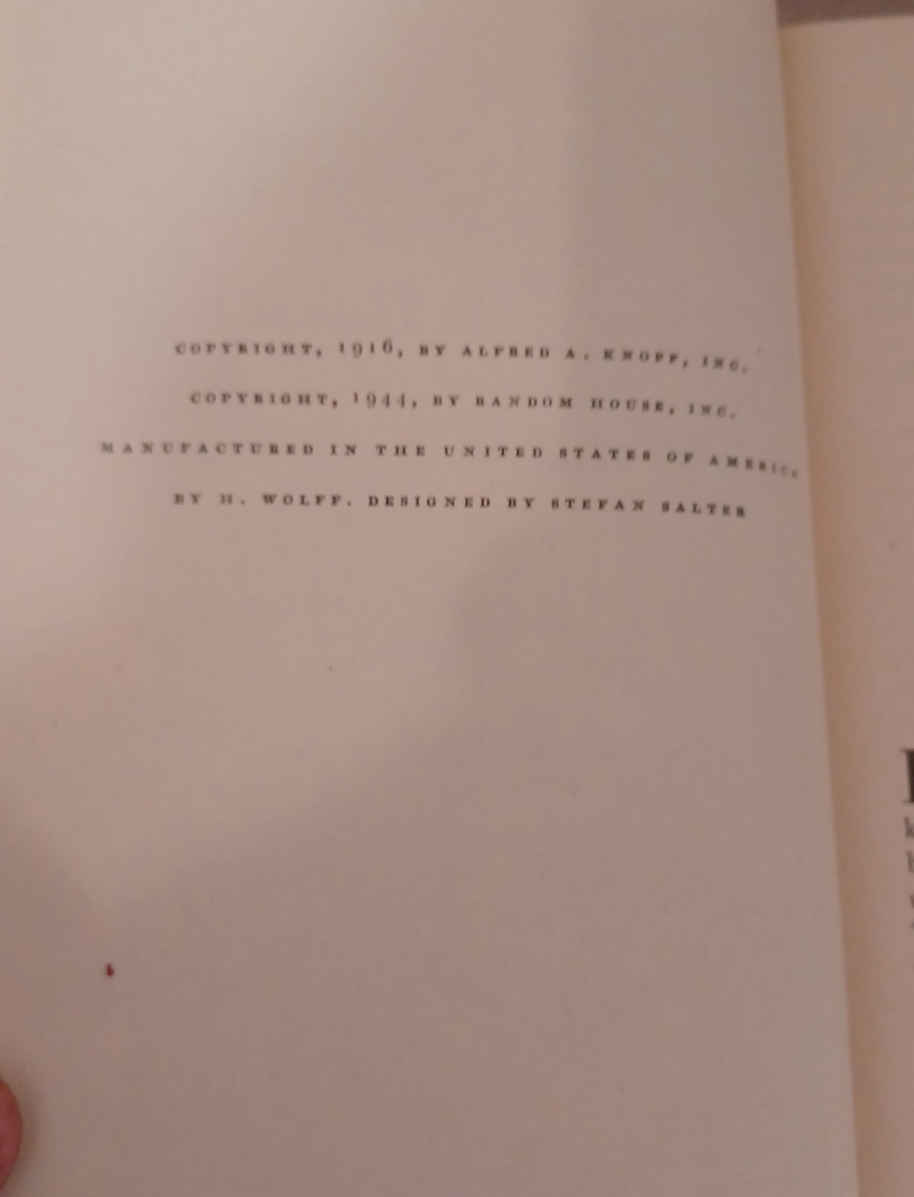 COPYRIGHT, 1916, BY ALFRED A. KNOPF, INC.
COPYRIGHT, 1944, BY RANDOM HOUSE, INC.
MANUFACTURED IN THE UNITED STATES OF AMERICA
BY H. WOLFF. DESIGNED BY STEFAN SALTER